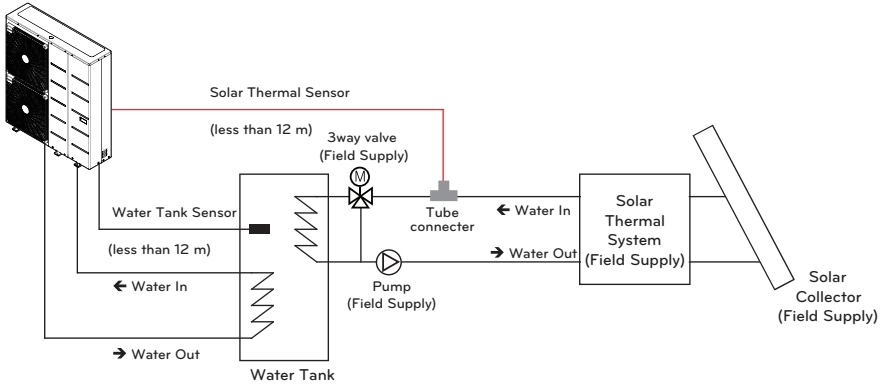 Solar Thermal Sensor
(less than 12 m)
3way valve
(Field Supply)
M
Water Tank Sensor
(less than 12 m)
Tube
connecter
← Water In
→ Water Out
Solar
Thermal
System
(Field Supply)
← Water In
Pump
(Field Supply)
Solar
Collector
(Field Supply)
→ Water Out
Water Tank